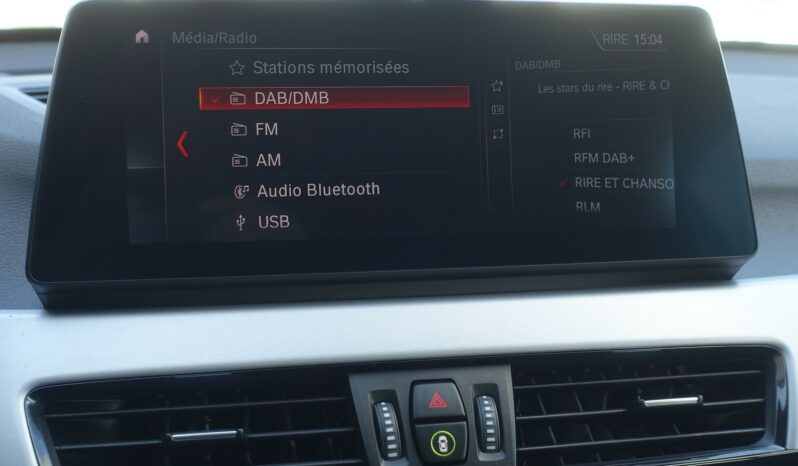 Média/Radio
RIRE 15:04
Stations mémorisées
DAB/DMB
FM
AM
Audio Bluetooth
USB
DAB/DMB
Les stars du rire - RIRE & CH
RFI
RFM DAB+
RIRE ET CHANSO
RLM